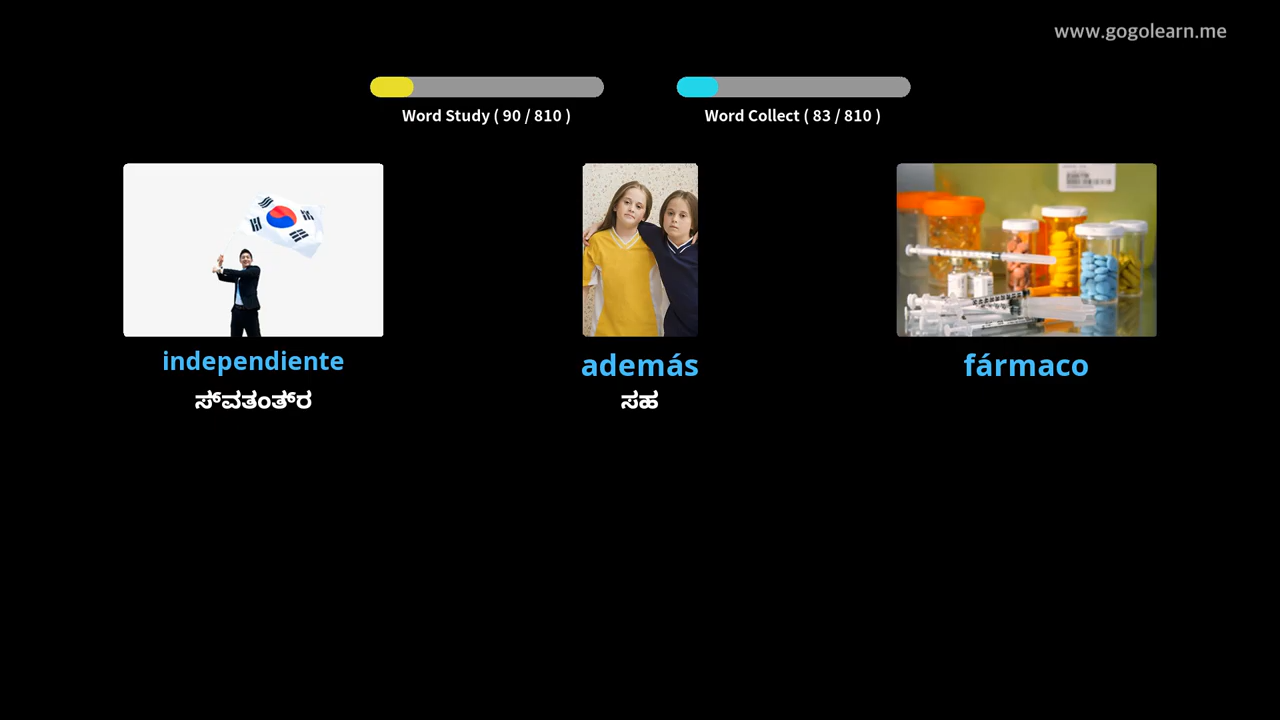 www.gogolearn.me
Word Study ( 90 / 810 )
Word Collect ( 83 / 810 )
independiente
ಸ್‌ವತಂತ್‌ರ
además
ಸಹ
fármaco